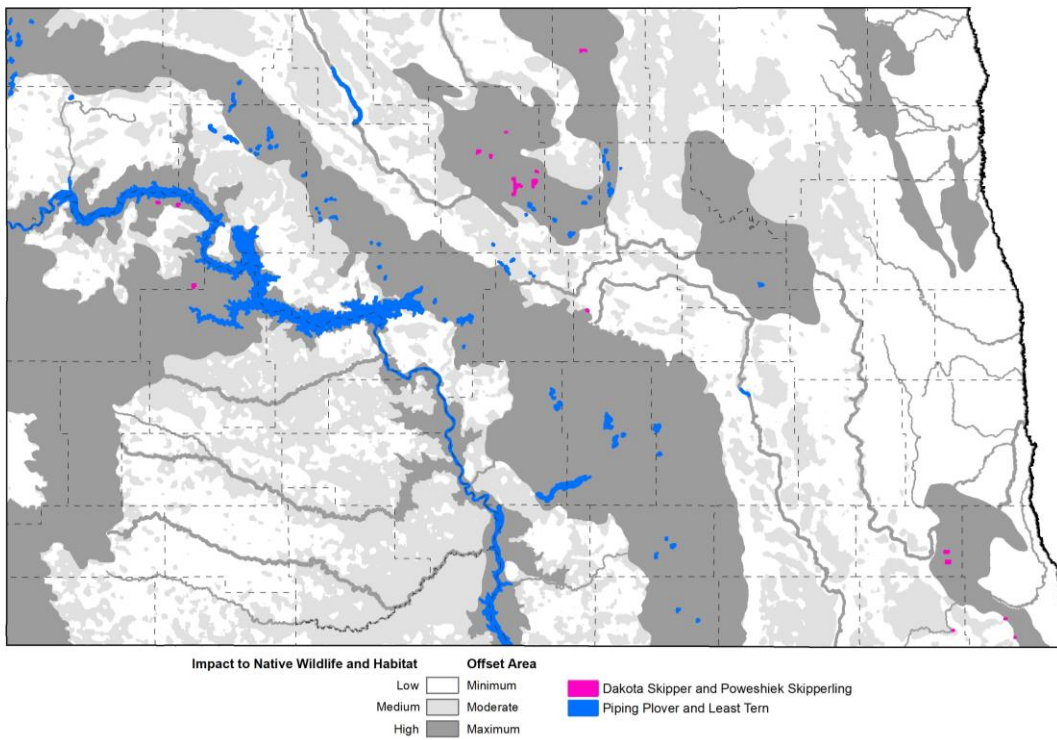 Impact to Native Wildlife and Habitat Offset Area
Low Minimum
Medium Moderate
High Maximum
Dakota Skipper and Poweshiek Skipperling
Piping Plover and Least Tern